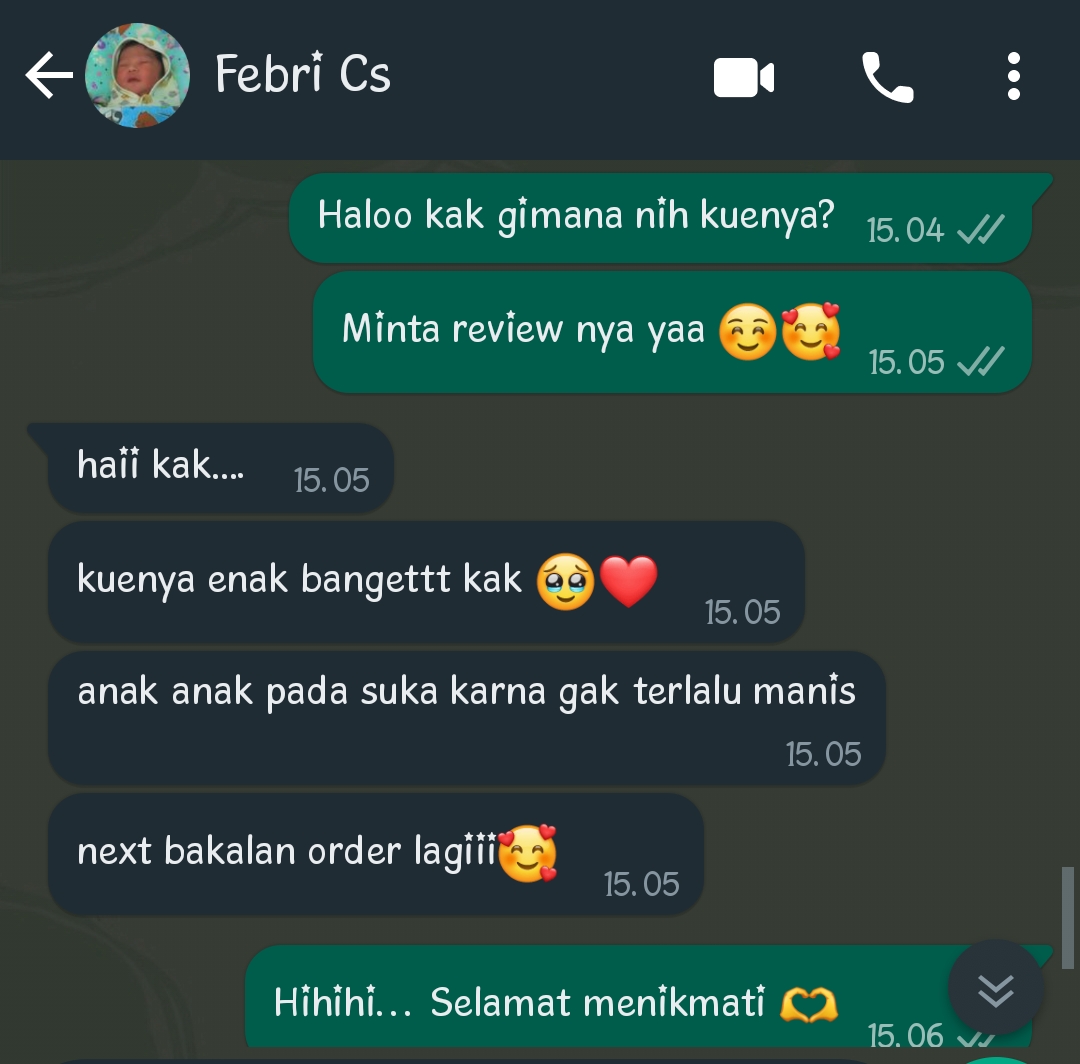 Febri Cs
Haloo kak gimana nih kuenya?
15.04
Minta review nya yaa 😊🥰
15.05
haii kak....
15.05
kuenya enak bangettt kak 🥹❤️
15.05
anak anak pada suka karna gak terlalu manis
15.05
next bakalan order lagiii🥰
15.05
Hihihi... Selamat menikmati 🫶
15.06